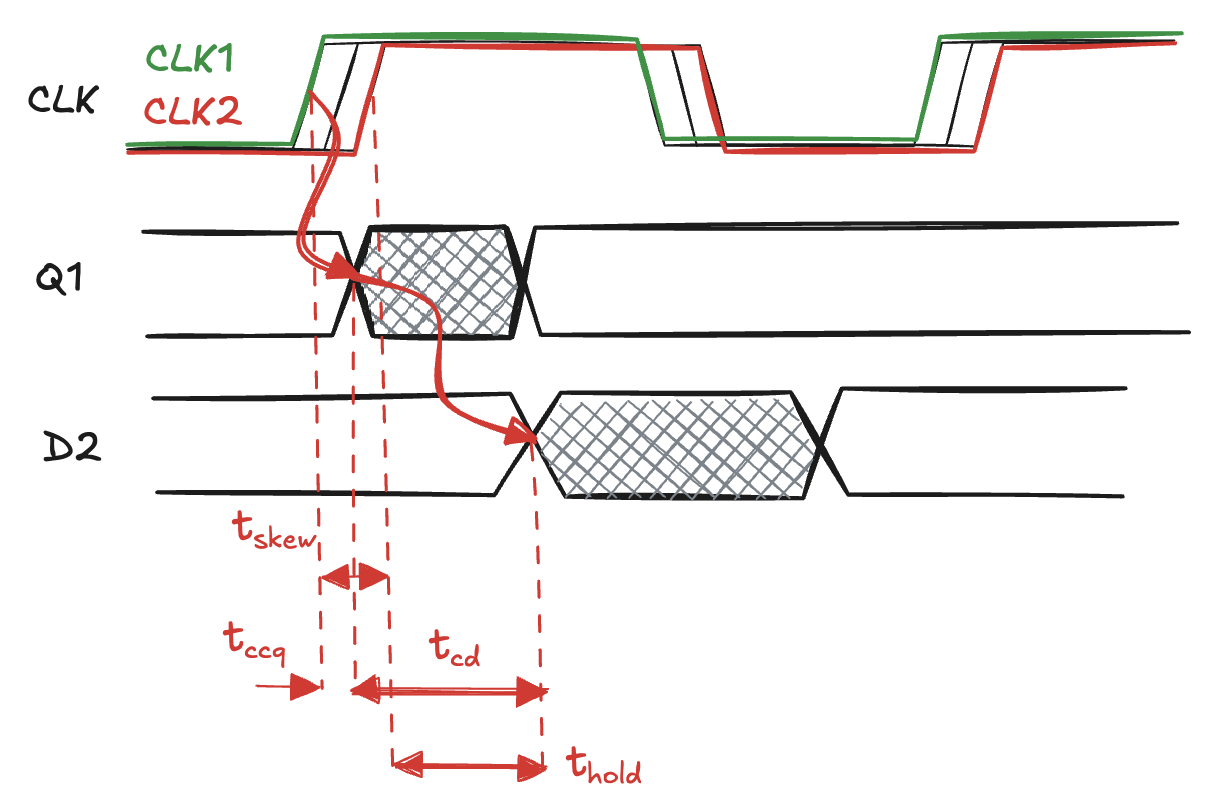 CLK1
CLK
CLK2
Q1
D2
tskew
tccq
tcd
thold